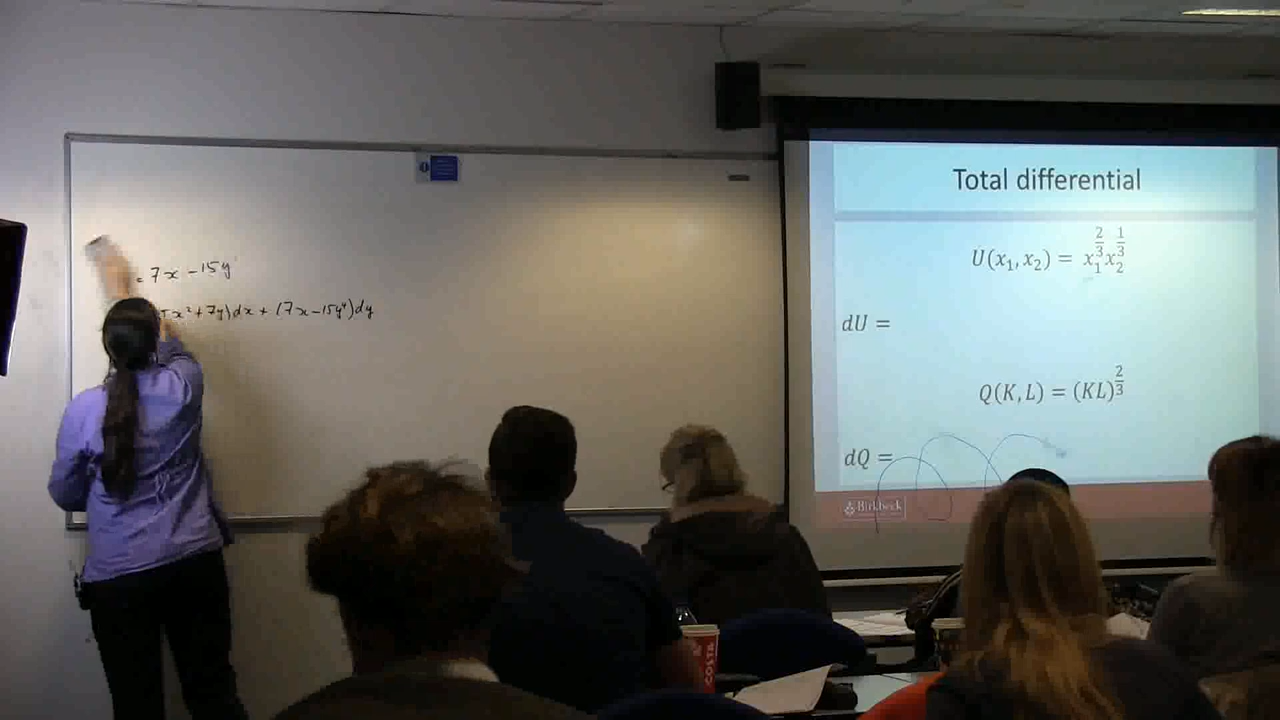 = 7x - 15y
5x² + 7y) dx + (7x - 15y⁴) dy
Total differential
U(x₁, x₂) = x₁^(2/3) x₂^(1/3)
dU =
Q(K, L) = (KL)^(2/3)
dQ =
Birkbeck
COSTA